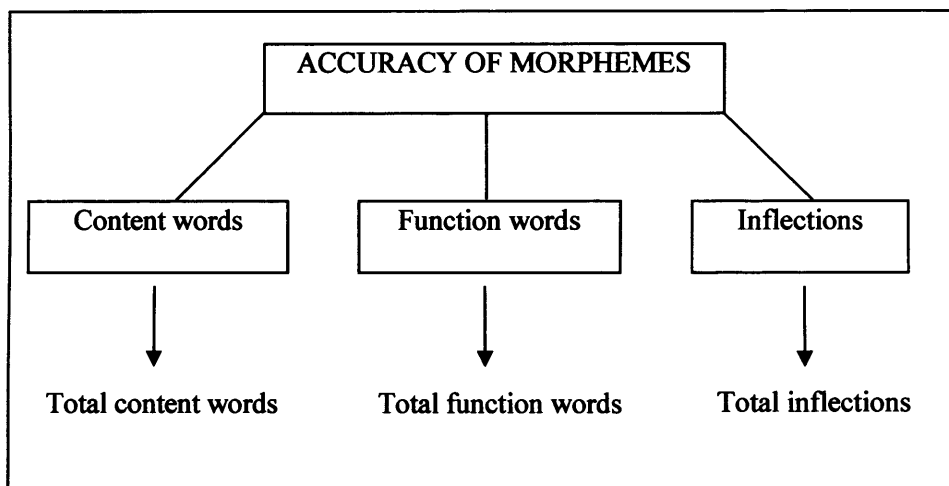 ACCURACY OF MORPHEMES
Content words
Function words
Inflections
Total content words
Total function words
Total inflections